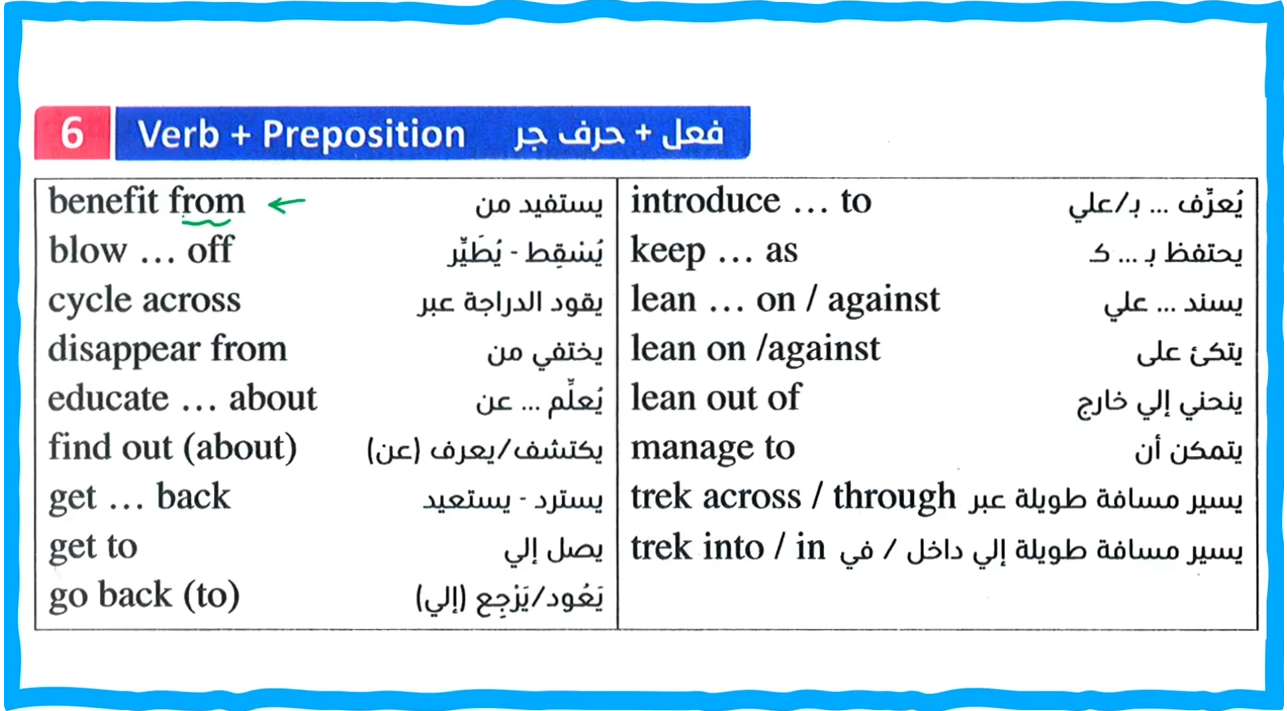 6 Verb + Preposition فعل + حرف جر
benefit from يستفيد من
blow … off يُسْقِط - يُطَيِّر
cycle across يقود الدراجة عبر
disappear from يختفي من
educate … about يُعلِّم ... عن
find out (about) يكتشف/يعرف (عن)
get … back يسترد - يستعيد
get to يصل إلي
go back (to) يَعُود/يَرْجِع (إلي)
introduce … to يُعرِّف ... بـ/علي
keep … as يحتفظ بـ ... كـ
lean … on / against يسند ... علي
lean on /against يتكئ على
lean out of ينحني إلي خارج
manage to يتمكن أن
trek across / through يسير مسافة طويلة عبر
trek into / in يسير مسافة طويلة إلي داخل / في